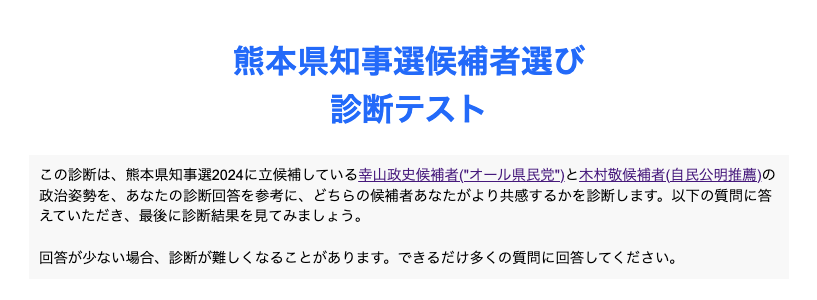 熊本県知事選候補者選び
診断テスト
この診断は、熊本県知事選2024に立候補している幸山政史候補者("オール県民党")と木村敬候補者(自民公明推薦)の
政治姿勢を、あなたの診断回答を参考に、どちらの候補者あなたがより共感するかを診断します。以下の質問に答
えていただき、最後に診断結果を見てみましょう。
回答が少ない場合、診断が難しくなることがあります。できるだけ多くの質問に回答してください。